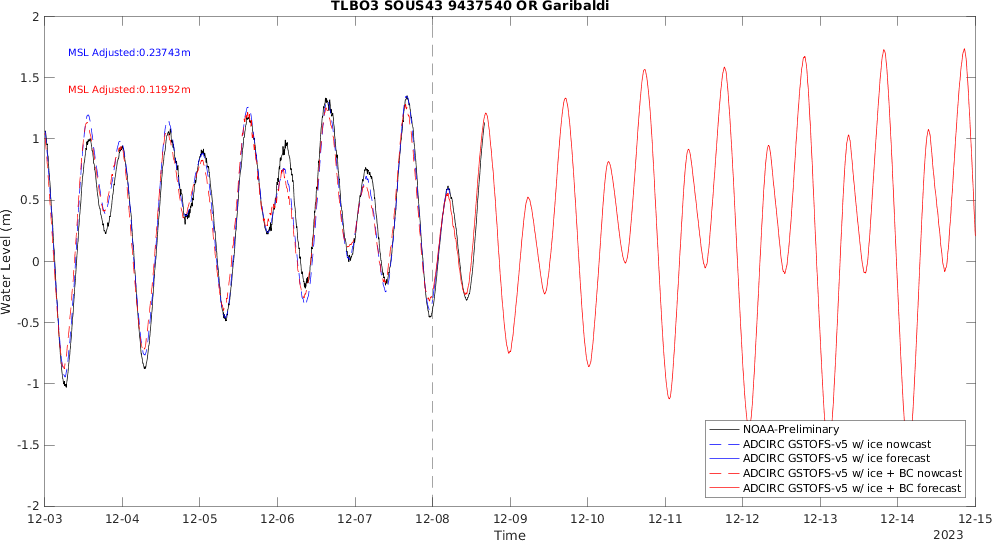 TLBO3 SOUS43 9437540 OR Garibaldi
2
MSL Adjusted:0.23743m
1.5
MSL Adjusted:0.11952m
1
0.5
Water Level (m)
0
-0.5
-1
NOAA-Preliminary
-1.5
ADCIRC GSTOFS-v5 w/ ice nowcast
ADCIRC GSTOFS-v5 w/ ice forecast
ADCIRC GSTOFS-v5 w/ ice + BC nowcast
ADCIRC GSTOFS-v5 w/ ice + BC forecast
-2
12-03 12-04 12-05 12-06 12-07 12-08 12-09 12-10 12-11 12-12 12-13 12-14 12-15
Time
2023